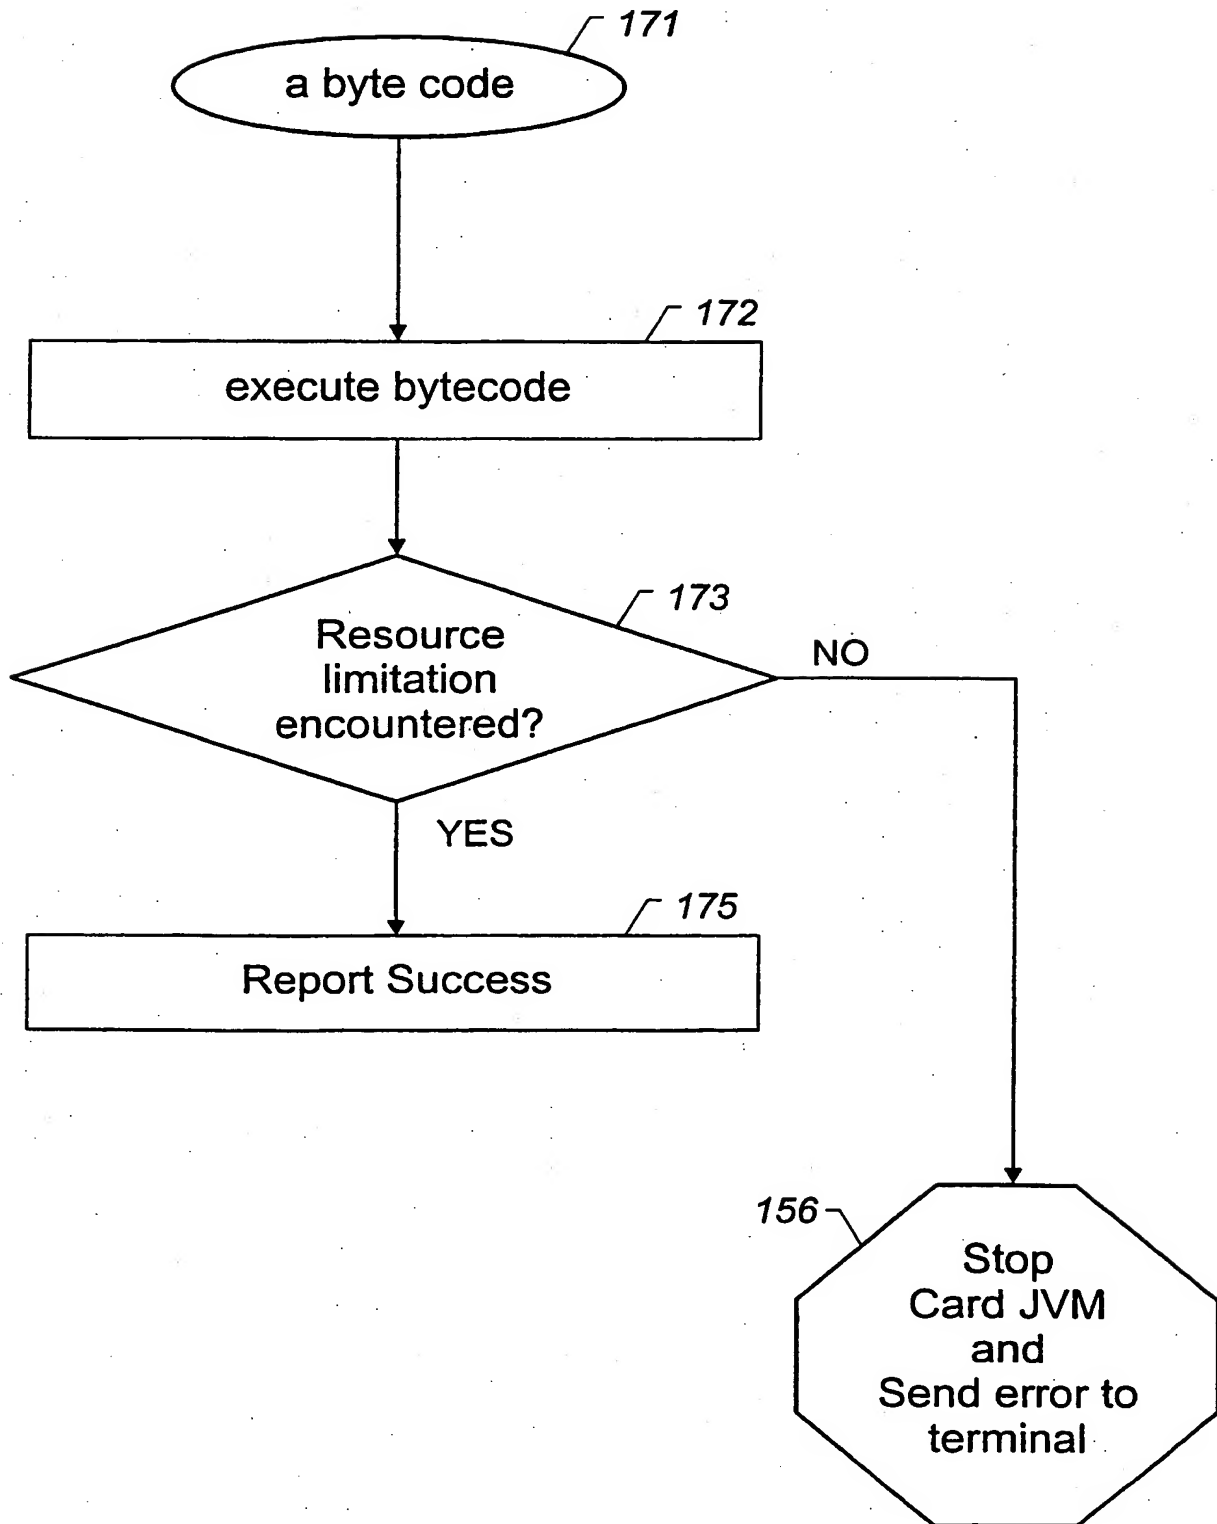 171
a byte code
172
execute bytecode
173
Resource
limitation
encountered?
NO
YES
175
Report Success
156
Stop
Card JVM
and
Send error to
terminal